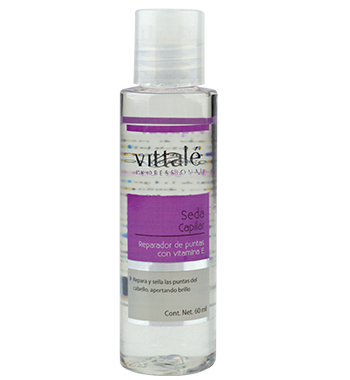 vittalé
PROFESSIONAL
Seda
Capilar
Reparador de puntas
con vitamina E
Repara y sella las puntas del
cabello, aportando brillo
Cont. Net. 60 ml